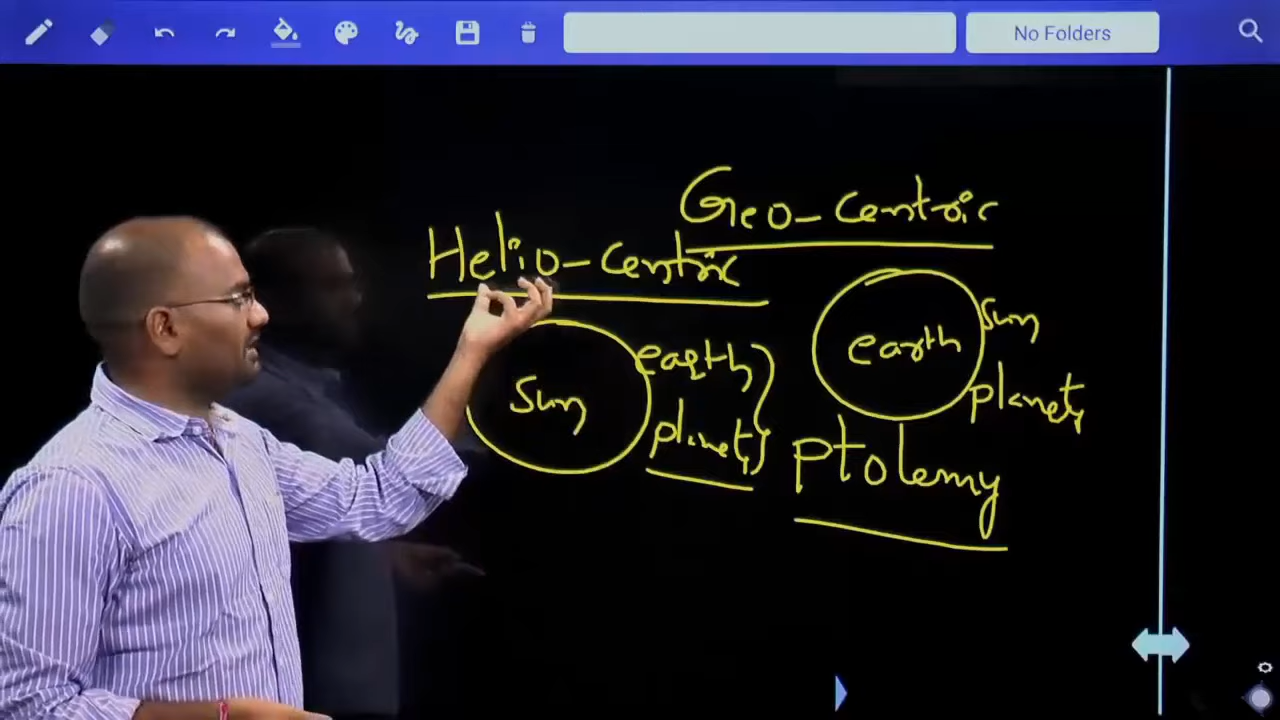 No Folders
Geo-centric
Helio-centric
sun
earth
planets
earth
sun
planets
ptolemy